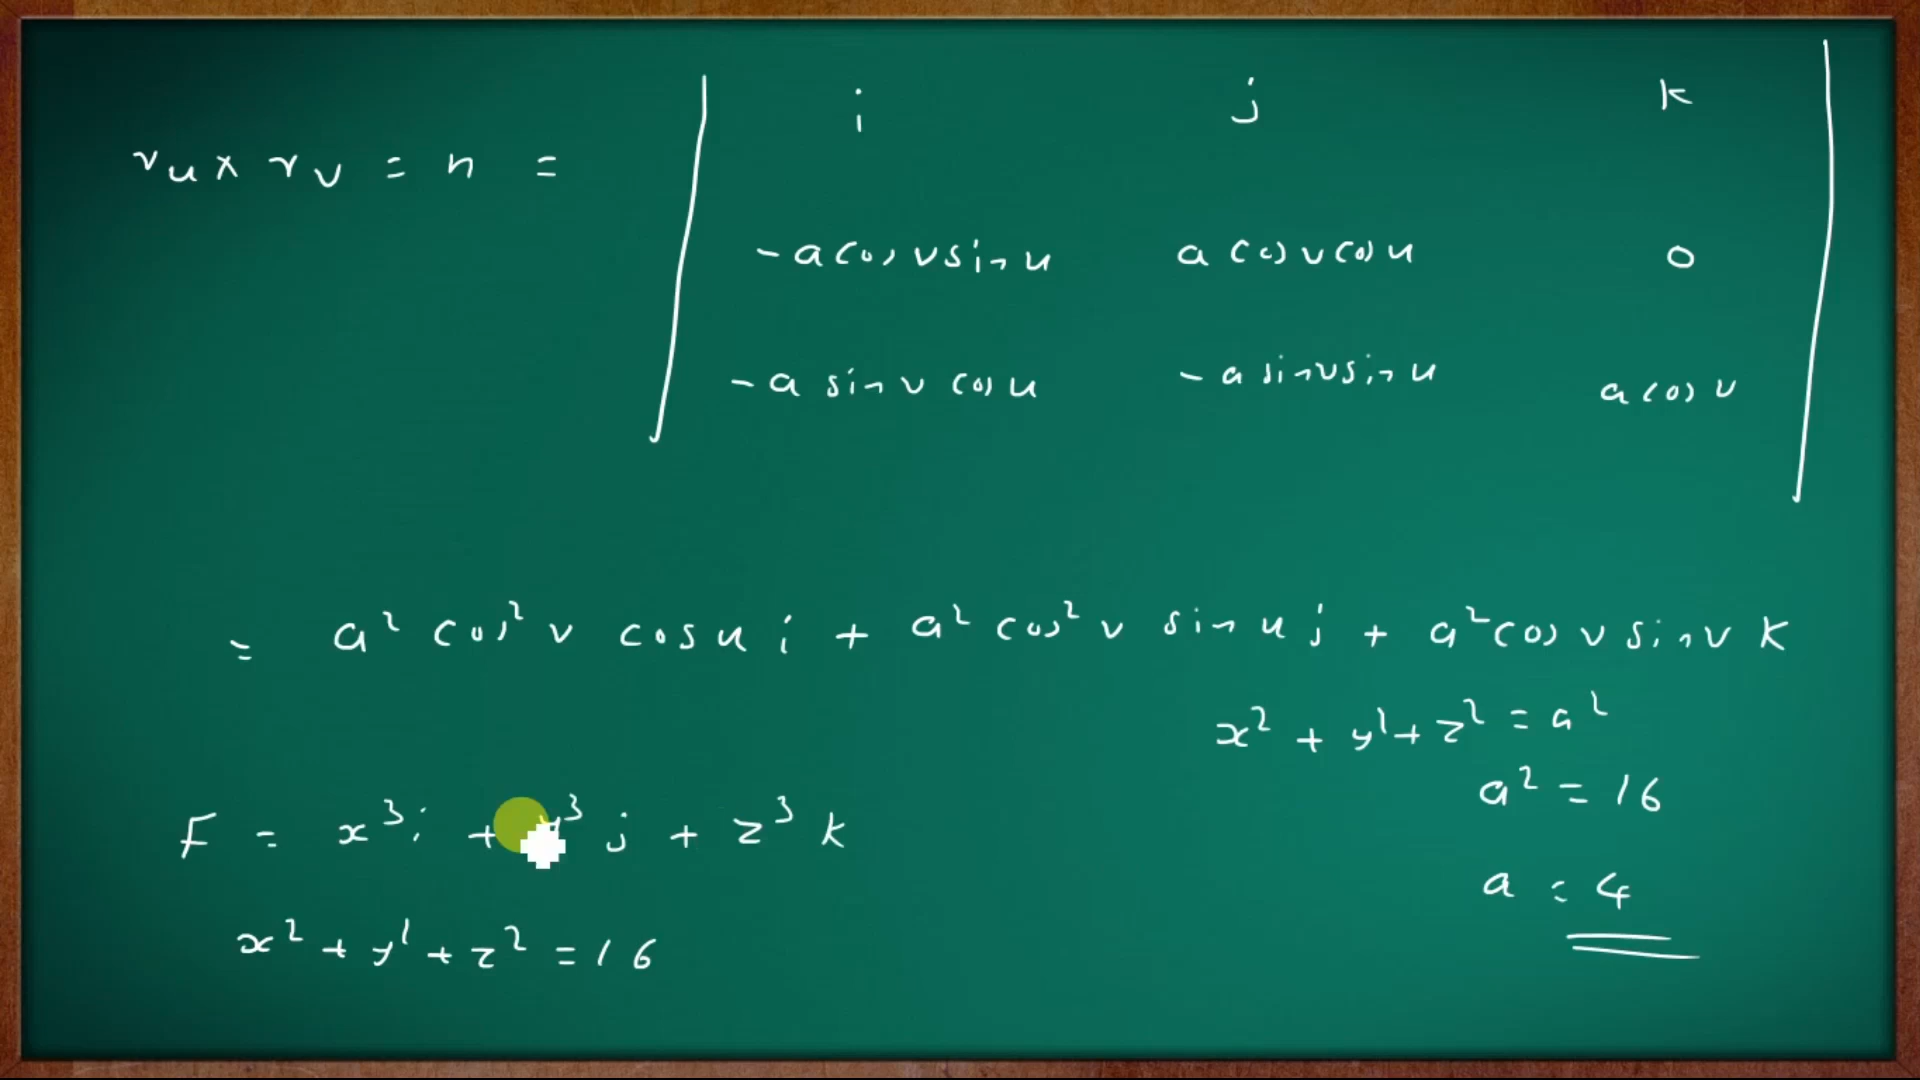 i j k
r_u × r_v = n =
-a cos v sin u a cos v cos u 0
-a sin v cos u -a sin v sin u a cos v
= a² cos² v cos u i + a² cos² v sin u j + a² cos v sin v k
x² + y² + z² = a²
a² = 16
F = x³ i + y³ j + z³ k
a = 4
x² + y² + z² = 16